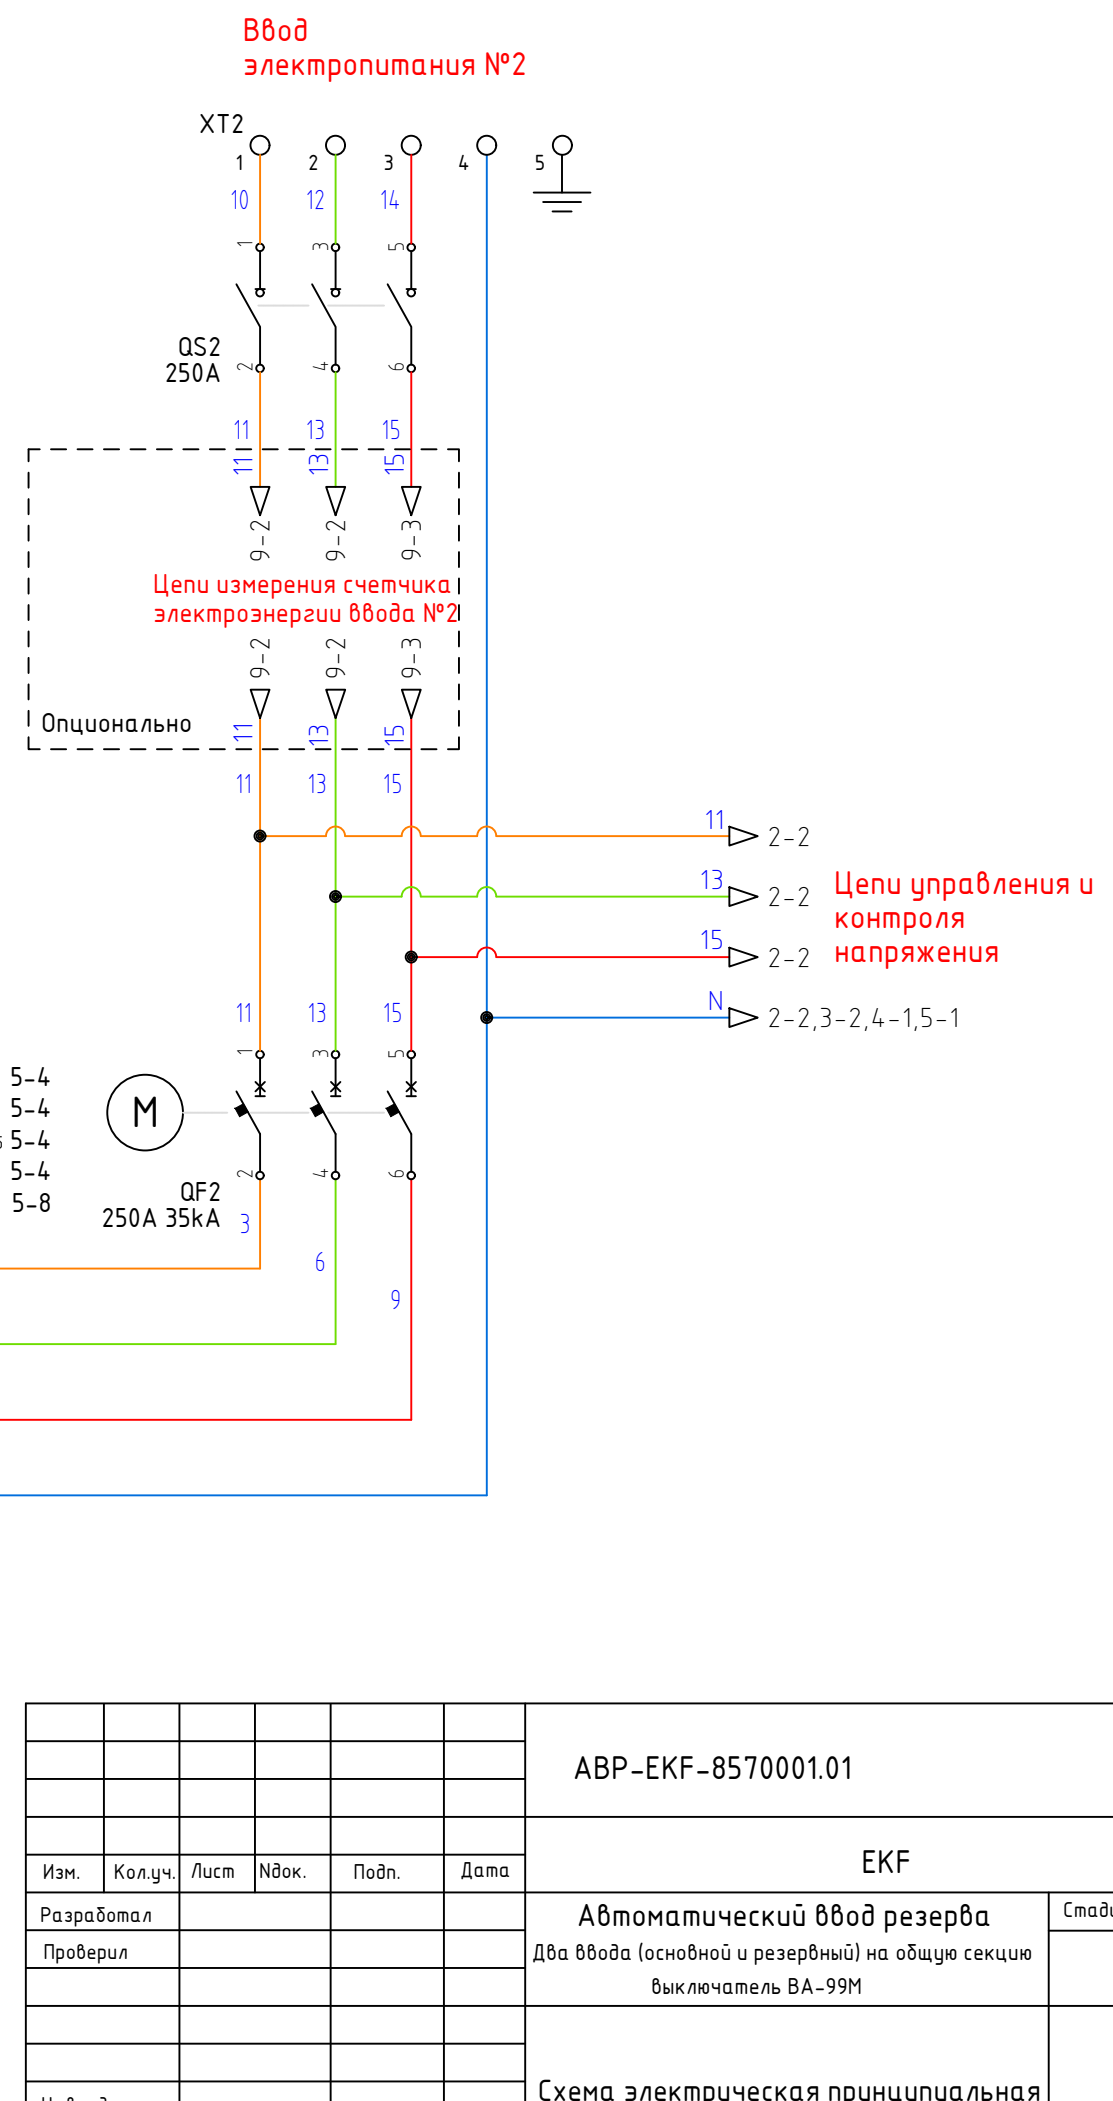 Ввод
электропитания №2
XT2
1 2 3 4 5
10 12 14
1 3 5
QS2
250A
2 4 6
11 13 15
11 13 15
9-2 9-2 9-3
Цепи измерения счетчика
электроэнергии ввода №2
9-2 9-2 9-3
Опционально
11 13 15
11 13 15
11 2-2
13 2-2
15 2-2
Цепи управления и
контроля
напряжения
N 2-2,3-2,4-1,5-1
11 13 15
1 3 5
5-4
5-4
5-4
5-4
5-8
M
2 4 6
QF2
250A 35kA
3
6
9
АВР-EKF-8570001.01
EKF
Изм. Кол.уч. Лист Nдок. Подп. Дата
Разработал
Проверил
Автоматический ввод резерва
Два ввода (основной и резервный) на общую секцию
выключатель ВА-99М
Стади
Схема электрическая принципиальная